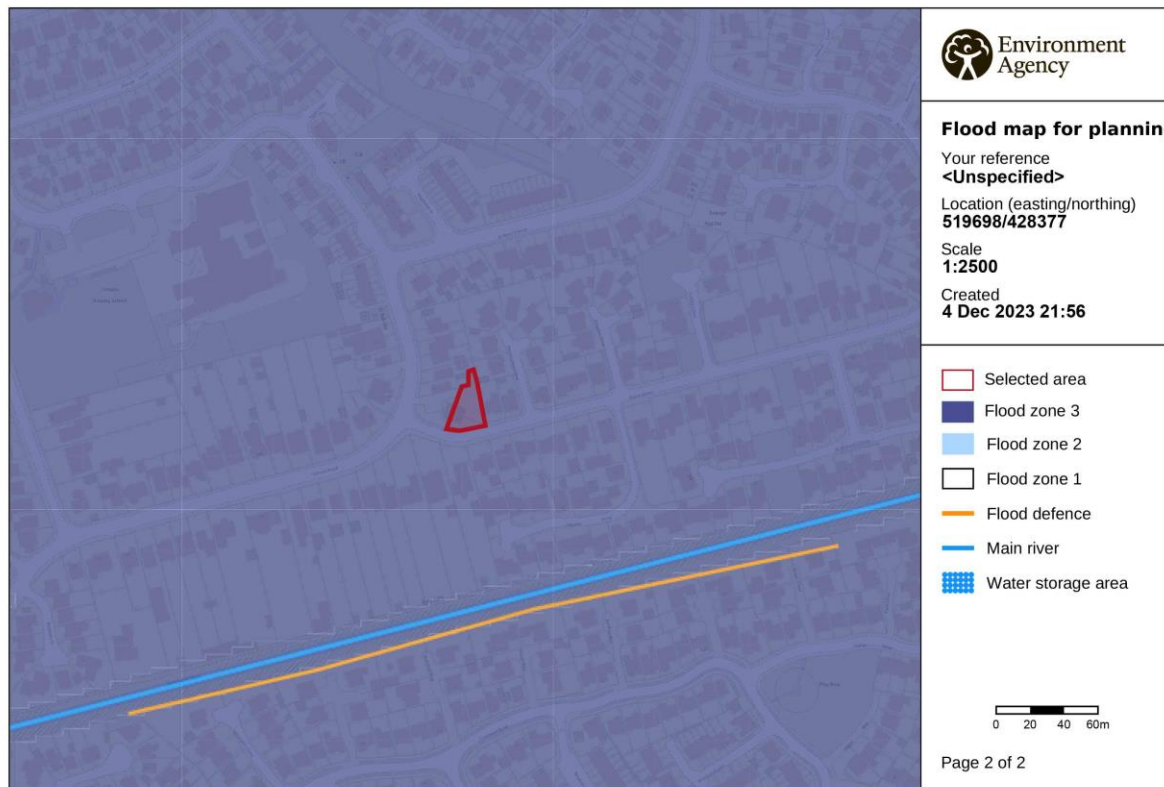 Environment
Agency
Flood map for plannin
Your reference
<Unspecified>
Location (easting/northing)
519698/428377
Scale
1:2500
Created
4 Dec 2023 21:56
Selected area
Flood zone 3
Flood zone 2
Flood zone 1
Flood defence
Main river
Water storage area
0 20 40 60m
Page 2 of 2